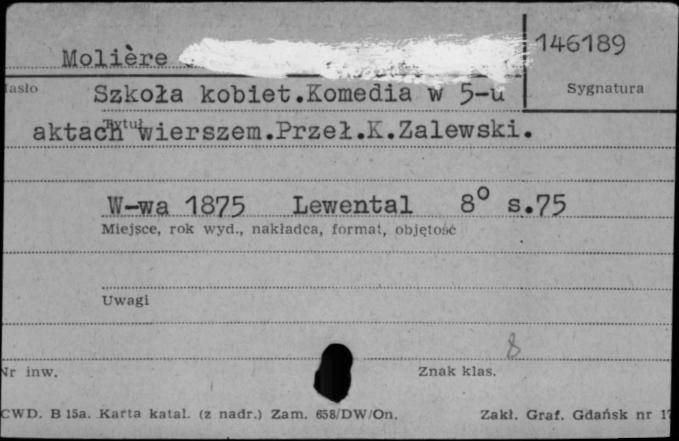 Molière 146189
Hasło Sygnatura
Szkoła kobiet.Komedia w 5-u
Tytuł
aktach wierszem.Przeł.K.Zalewski.
W-wa 1875 Lewental 8° s.75
Miejsce, rok wyd., nakładca, format, objętość
Uwagi
8
Nr inw. Znak klas.
CWD. B 15a. Karta katal. (z nadr.) Zam. 658/DW/On. Zakł. Graf. Gdańsk nr 17